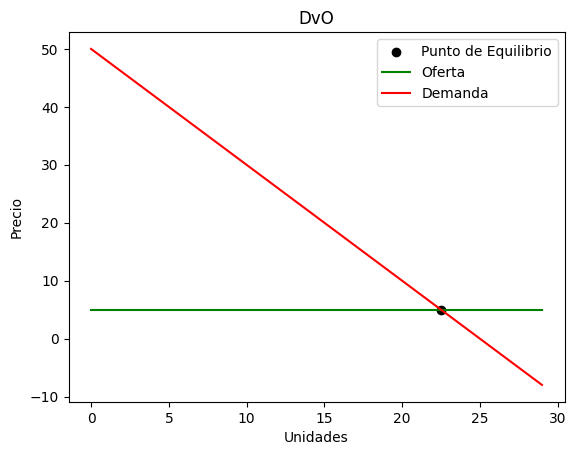 DvO
Punto de Equilibrio
Oferta
Demanda
Precio
50
40
30
20
10
0
−10
0 5 10 15 20 25 30
Unidades